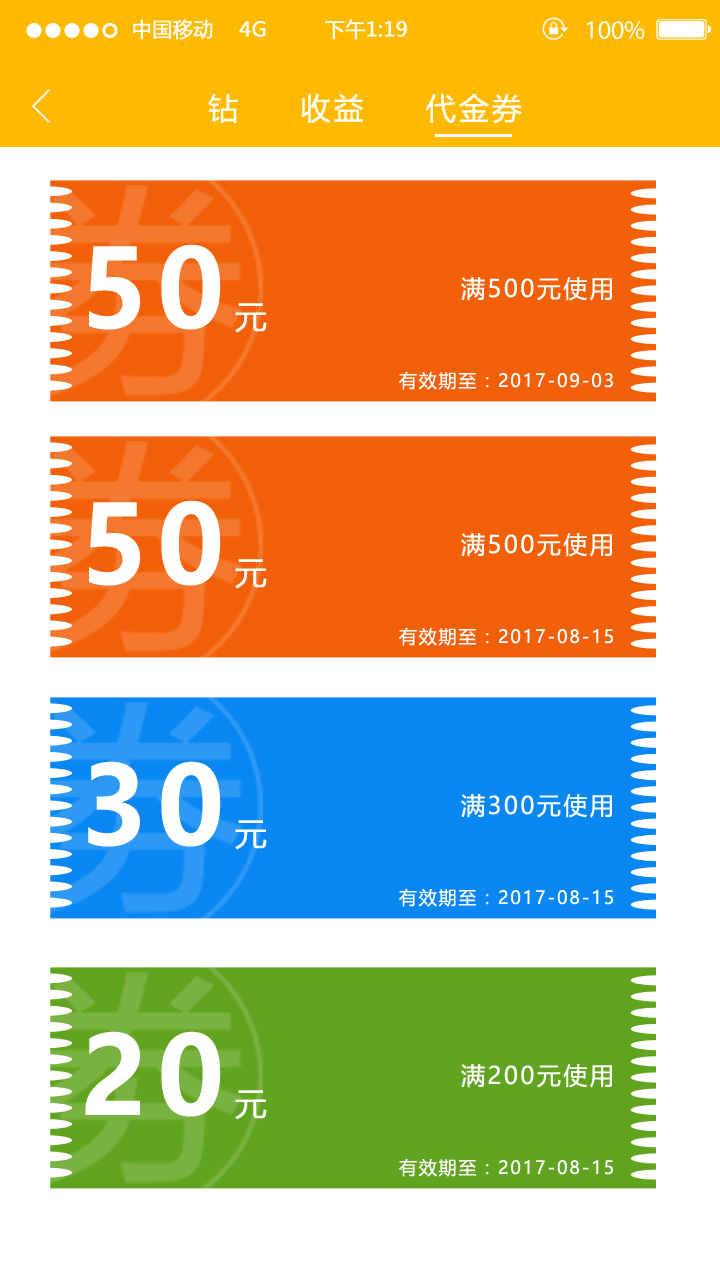 中国移动 4G 下午1:19 100%
钻 收益 代金券
券
50元
满500元使用
有效期至：2017-09-03
券
50元
满500元使用
有效期至：2017-08-15
券
30元
满300元使用
有效期至：2017-08-15
券
20元
满200元使用
有效期至：2017-08-15